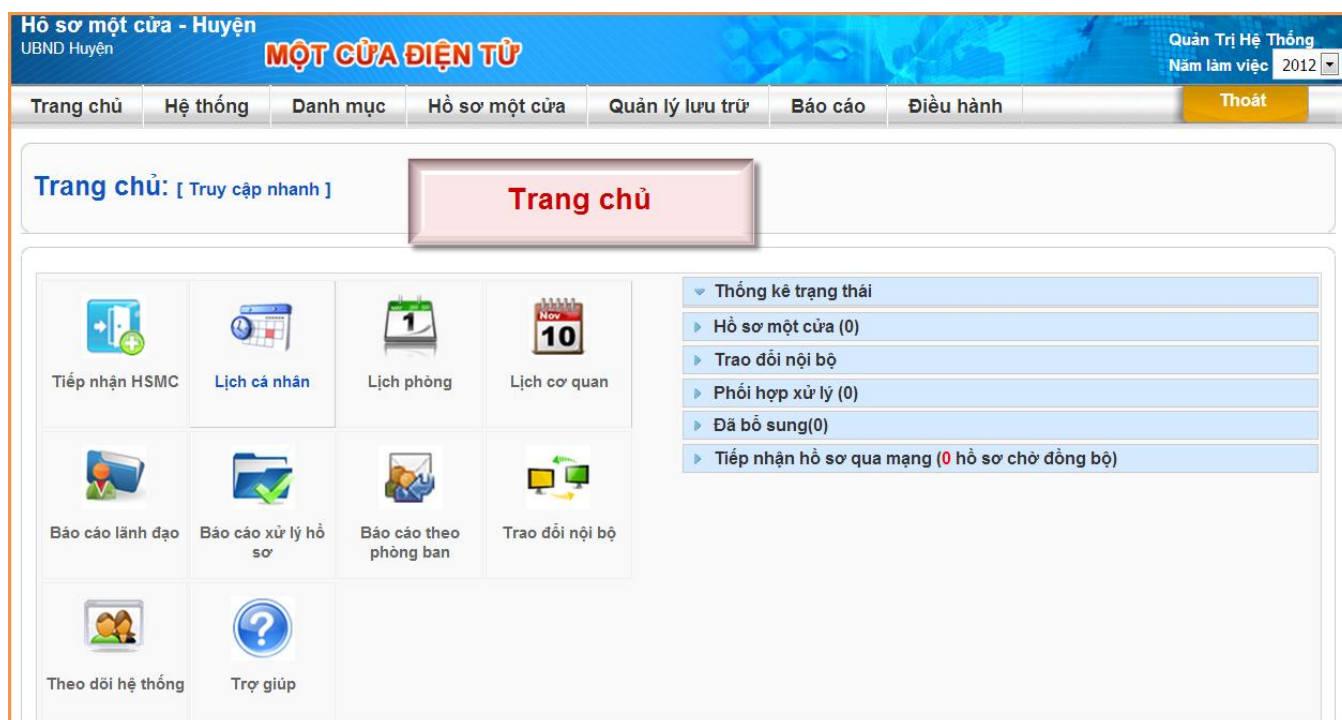 Hồ sơ một cửa - Huyện
UBND Huyện
MỘT CỬA ĐIỆN TỬ
Quản Trị Hệ Thống
Năm làm việc 2012
Trang chủ Hệ thống Danh mục Hồ sơ một cửa Quản lý lưu trữ Báo cáo Điều hành Thoát
Trang chủ: [ Truy cập nhanh ]
Trang chủ
1
Nov
10
Tiếp nhận HSMC Lịch cá nhân Lịch phòng Lịch cơ quan
Báo cáo lãnh đạo Báo cáo xử lý hồ
sơ
Báo cáo theo
phòng ban
Trao đổi nội bộ
?
Theo dõi hệ thống Trợ giúp
Thống kê trạng thái
Hồ sơ một cửa (0)
Trao đổi nội bộ
Phối hợp xử lý (0)
Đã bổ sung(0)
Tiếp nhận hồ sơ qua mạng (0 hồ sơ chờ đồng bộ)